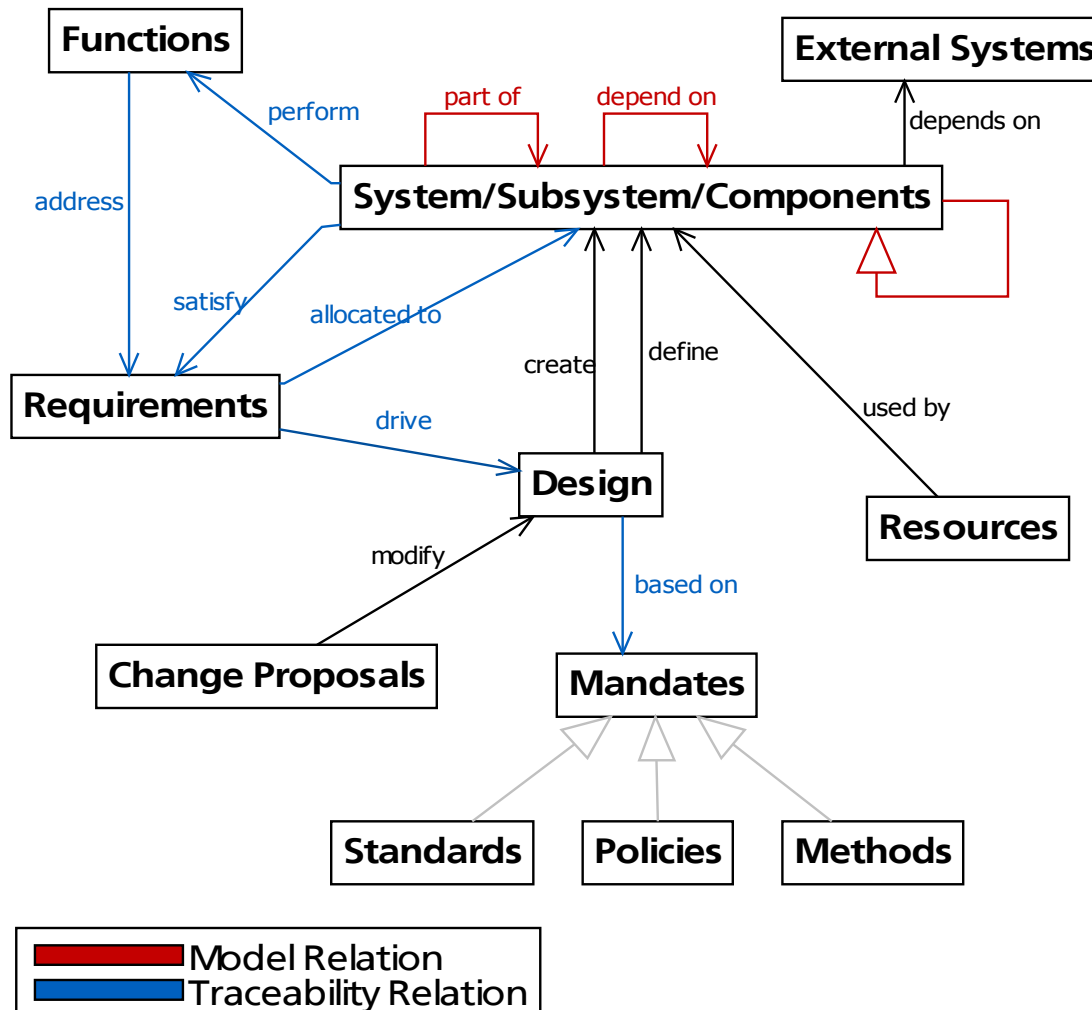 Functions
External Systems
part of
depend on
perform
depends on
System/Subsystem/Components
address
satisfy
allocated to
create
define
Requirements
used by
drive
Design
Resources
modify
based on
Change Proposals
Mandates
Standards
Policies
Methods
Model Relation
Traceability Relation